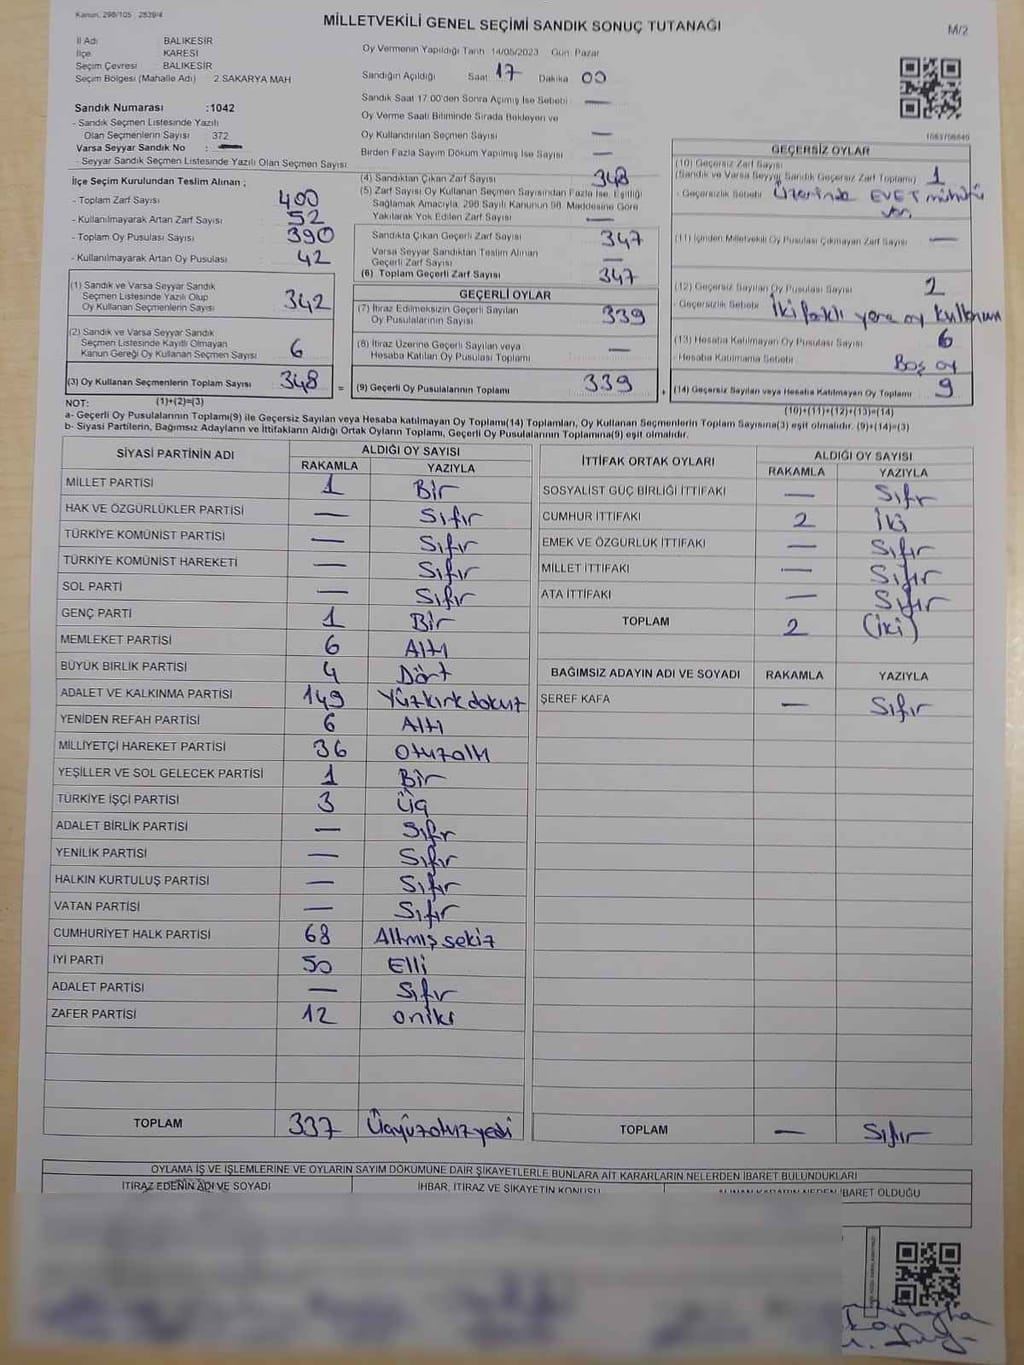 Kanun, 298/105 2839/4
MİLLETVEKİLİ GENEL SEÇİMİ SANDIK SONUÇ TUTANAĞI
M/2
İl Adı BALIKESİR
İlçe KARESİ
Seçim Çevresi BALIKESİR
Seçim Bölgesi (Mahalle Adı) 2.SAKARYA MAH
Oy Vermenin Yapıldığı Tarih 14/05/2023 Gün: Pazar
Sandığın Açıldığı Saat 17 Dakika 00
Sandık Saat 17:00'den Sonra Açılmış İse Sebebi —
Oy Verme Saati Bitiminde Sırada Bekleyen ve
Oy Kullandırılan Seçmen Sayısı —
Birden Fazla Sayım Döküm Yapılmış İse Sayısı —
Sandık Numarası :1042
- Sandık Seçmen Listesinde Yazılı
Olan Seçmenlerin Sayısı : 372
Varsa Seyyar Sandık No : —
- Seyyar Sandık Seçmen Listesinde Yazılı Olan Seçmen Sayısı:
İlçe Seçim Kurulundan Teslim Alınan ;
- Toplam Zarf Sayısı 400
- Kullanılmayarak Artan Zarf Sayısı 52
- Toplam Oy Pusulası Sayısı 390
- Kullanılmayarak Artan Oy Pusulası 42
(1) Sandık ve Varsa Seyyar Sandık
Seçmen Listesinde Yazılı Olup
Oy Kullanan Seçmenlerin Sayısı 342
(2) Sandık ve Varsa Seyyar Sandık
Seçmen Listesinde Kayıtlı Olmayan
Kanun Gereği Oy Kullanan Seçmen Sayısı 6
(3) Oy Kullanan Seçmenlerin Toplam Sayısı 348
(4) Sandıktan Çıkan Zarf Sayısı 348
(5) Zarf Sayısı Oy Kullanan Seçmen Sayısından Fazla İse, Eşitliği
Sağlamak Amacıyla, 298 Sayılı Kanunun 98. Maddesine Göre
Yakılarak Yok Edilen Zarf Sayısı —
Sandıkta Çıkan Geçerli Zarf Sayısı 347
Varsa Seyyar Sandıktan Teslim Alınan
Geçerli Zarf Sayısı —
(6) Toplam Geçerli Zarf Sayısı 347
GEÇERLİ OYLAR
(7) İtiraz Edilmeksizin Geçerli Sayılan
Oy Pusulalarının Sayısı 339
(8) İtiraz Üzerine Geçerli Sayılan veya
Hesaba Katılan Oy Pusulası Toplamı —
= (9) Geçerli Oy Pusulalarının Toplamı 339
GEÇERSİZ OYLAR
(10) Geçersiz Zarf Sayısı
(Sandık ve Varsa Seyyar Sandık Geçersiz Zarf Toplamı) 1
- Geçersizlik Sebebi: Üzerinde EVET mühürü
var.
(11) İçinden Milletvekili Oy Pusulası Çıkmayan Zarf Sayısı —
(12) Geçersiz Sayılan Oy Pusulası Sayısı 2
- Geçersizlik Sebebi: İki farklı yere oy kullanım
(13) Hesaba Katılmayan Oy Pusulası Sayısı 6
- Hesaba Katılmama Sebebi: Boş oy
+ (14) Geçersiz Sayılan veya Hesaba Katılmayan Oy Toplamı 9
NOT: (1)+(2)=(3)
(10)+(11)+(12)+(13)=(14)
a- Geçerli Oy Pusulalarının Toplamı(9) ile Geçersiz Sayılan veya Hesaba katılmayan Oy Toplamı(14) Toplamları, Oy Kullanan Seçmenlerin Toplam Sayısına(3) eşit olmalıdır. (9)+(14)=(3)
b- Siyasi Partilerin, Bağımsız Adayların ve İttifakların Aldığı Ortak Oyların Toplamı, Geçerli Oy Pusulalarının Toplamına(9) eşit olmalıdır.
SİYASİ PARTİNİN ADI ALDIĞI OY SAYISI
RAKAMLA YAZIYLA
MİLLET PARTİSİ 1 Bir
HAK VE ÖZGÜRLÜKLER PARTİSİ — Sıfır
TÜRKİYE KOMÜNİST PARTİSİ — Sıfır
TÜRKİYE KOMÜNİST HAREKETİ — Sıfır
SOL PARTİ — Sıfır
GENÇ PARTİ 1 Bir
MEMLEKET PARTİSİ 6 Altı
BÜYÜK BİRLİK PARTİSİ 4 Dört
ADALET VE KALKINMA PARTİSİ 149 Yüzkırkdokuz
YENİDEN REFAH PARTİSİ 6 Altı
MİLLİYETÇİ HAREKET PARTİSİ 36 Otuzaltı
YEŞİLLER VE SOL GELECEK PARTİSİ 1 Bir
TÜRKİYE İŞÇİ PARTİSİ 3 Üç
ADALET BİRLİK PARTİSİ — Sıfır
YENİLİK PARTİSİ — Sıfır
HALKIN KURTULUŞ PARTİSİ — Sıfır
VATAN PARTİSİ — Sıfır
CUMHURİYET HALK PARTİSİ 68 Altmışsekiz
İYİ PARTİ 50 Elli
ADALET PARTİSİ — Sıfır
ZAFER PARTİSİ 12 oniki
TOPLAM 337 Üçyüzotuzyedi
İTTİFAK ORTAK OYLARI ALDIĞI OY SAYISI
RAKAMLA YAZIYLA
SOSYALİST GÜÇ BİRLİĞİ İTTİFAKI — Sıfır
CUMHUR İTTİFAKI 2 İki
EMEK VE ÖZGÜRLÜK İTTİFAKI — Sıfır
MİLLET İTTİFAKI — Sıfır
ATA İTTİFAKI — Sıfır
TOPLAM 2 (iki)
BAĞIMSIZ ADAYIN ADI VE SOYADI RAKAMLA YAZIYLA
ŞEREF KAFA — Sıfır
TOPLAM — Sıfır
OYLAMA İŞ VE İŞLEMLERİNE VE OYLARIN SAYIM DÖKÜMÜNE DAİR ŞİKAYETLERLE BUNLARA AİT KARARLARIN NELERDEN İBARET BULUNDUKLARI
İTİRAZ EDENİN ADI VE SOYADI İHBAR, İTİRAZ VE ŞİKAYETİN KONUSU ALINAN KARARIN NEDEN İBARET OLDUĞU